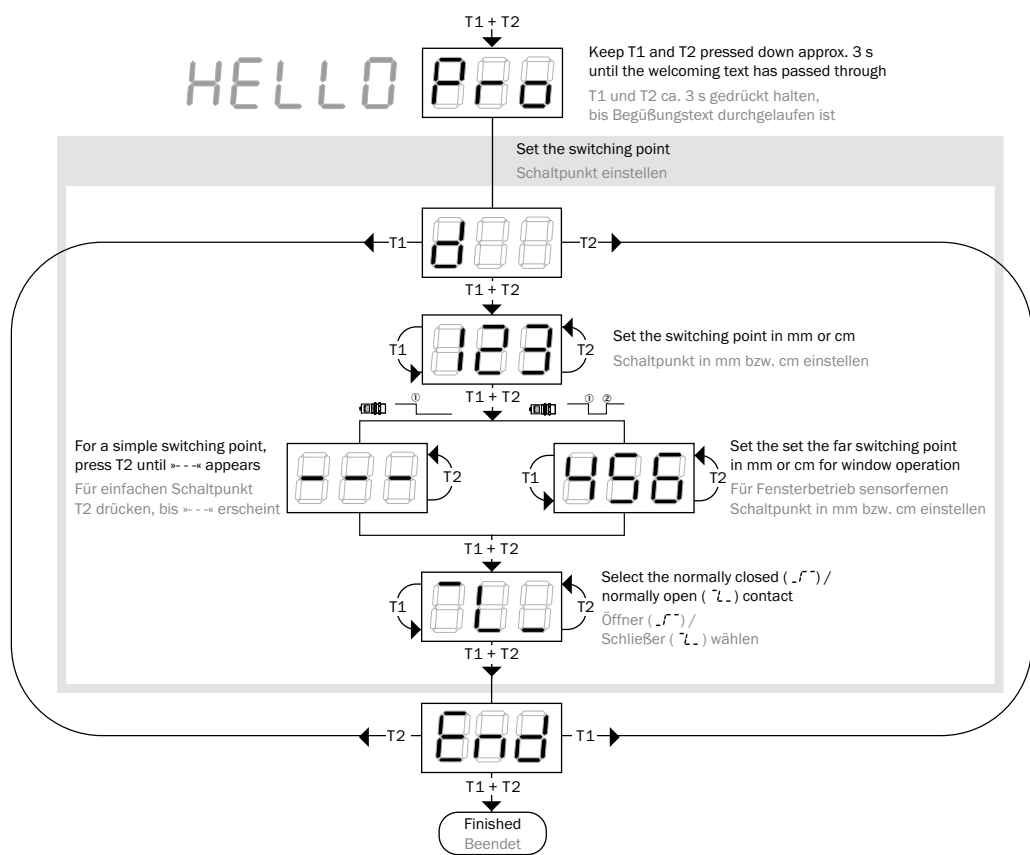 T1 + T2
HELLO
Pro
Keep T1 and T2 pressed down approx. 3 s
until the welcoming text has passed through
T1 und T2 ca. 3 s gedrückt halten,
bis Begüßungstext durchgelaufen ist
Set the switching point
Schaltpunkt einstellen
T1
d
T2
T1 + T2
T1
123
T2
Set the switching point in mm or cm
Schaltpunkt in mm bzw. cm einstellen
T1 + T2
①
① ②
For a simple switching point,
press T2 until »- - -« appears
Für einfachen Schaltpunkt
T2 drücken, bis »- - -« erscheint
- - -
T2
T1
456
T2
Set the set the far switching point
in mm or cm for window operation
Für Fensterbetrieb sensorfernen
Schaltpunkt in mm bzw. cm einstellen
T1 + T2
T1
¯L_
T2
Select the normally closed ( _Γ¯ ) /
normally open ( ¯L_ ) contact
Öffner ( _Γ¯ ) /
Schließer ( ¯L_ ) wählen
T1 + T2
T2
End
T1
T1 + T2
Finished
Beendet